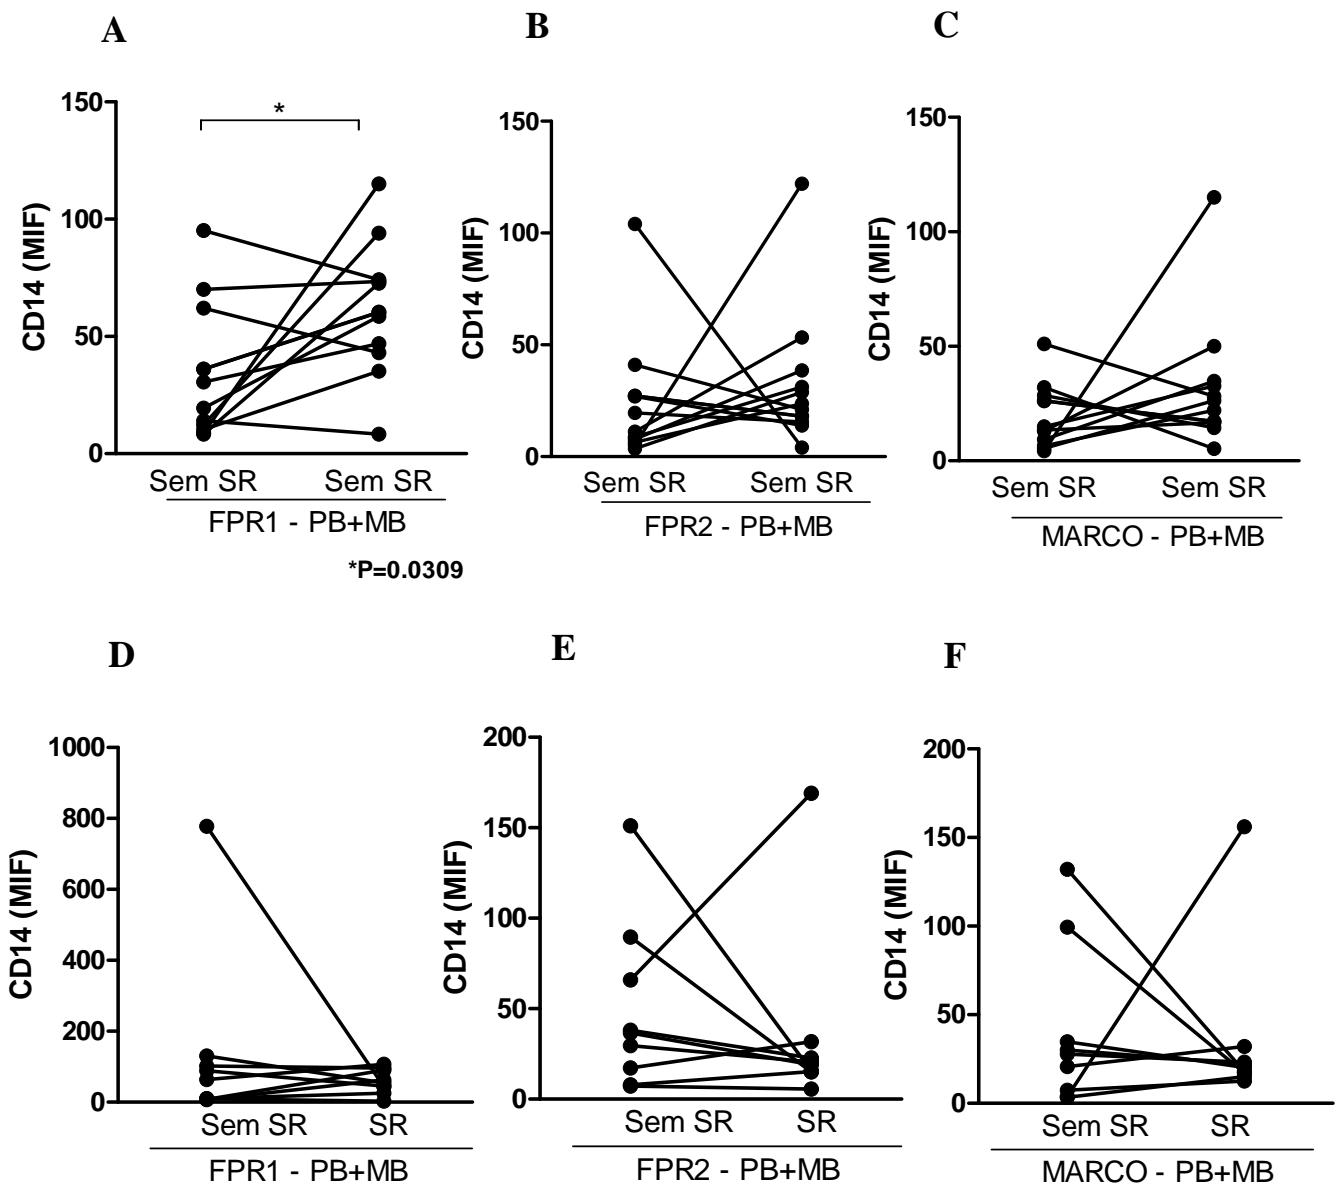 A
B
C
*
150
100
50
0
CD14 (MIF)
Sem SR Sem SR
FPR1 - PB+MB
*P=0.0309
150
100
50
0
CD14 (MIF)
Sem SR Sem SR
FPR2 - PB+MB
150
100
50
0
CD14 (MIF)
Sem SR Sem SR
MARCO - PB+MB
D
E
F
1000
800
600
400
200
0
CD14 (MIF)
Sem SR SR
FPR1 - PB+MB
200
150
100
50
0
CD14 (MIF)
Sem SR SR
FPR2 - PB+MB
200
150
100
50
0
CD14 (MIF)
Sem SR SR
MARCO - PB+MB